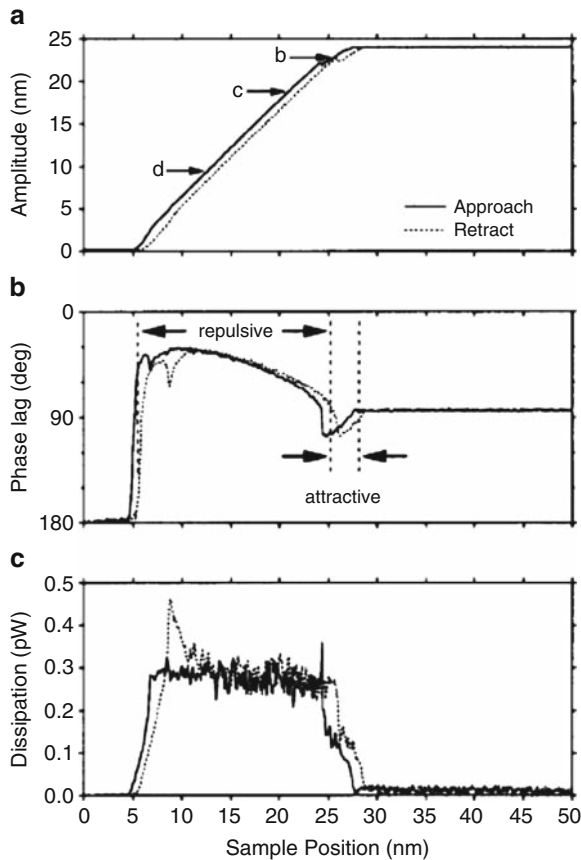 a
25
20
15
10
5
0
Amplitude (nm)
b
c
d
Approach
Retract
b
0
90
180
Phase lag (deg)
repulsive
attractive
c
0.5
0.4
0.3
0.2
0.1
0.0
Dissipation (pW)
0 5 10 15 20 25 30 35 40 45 50
Sample Position (nm)